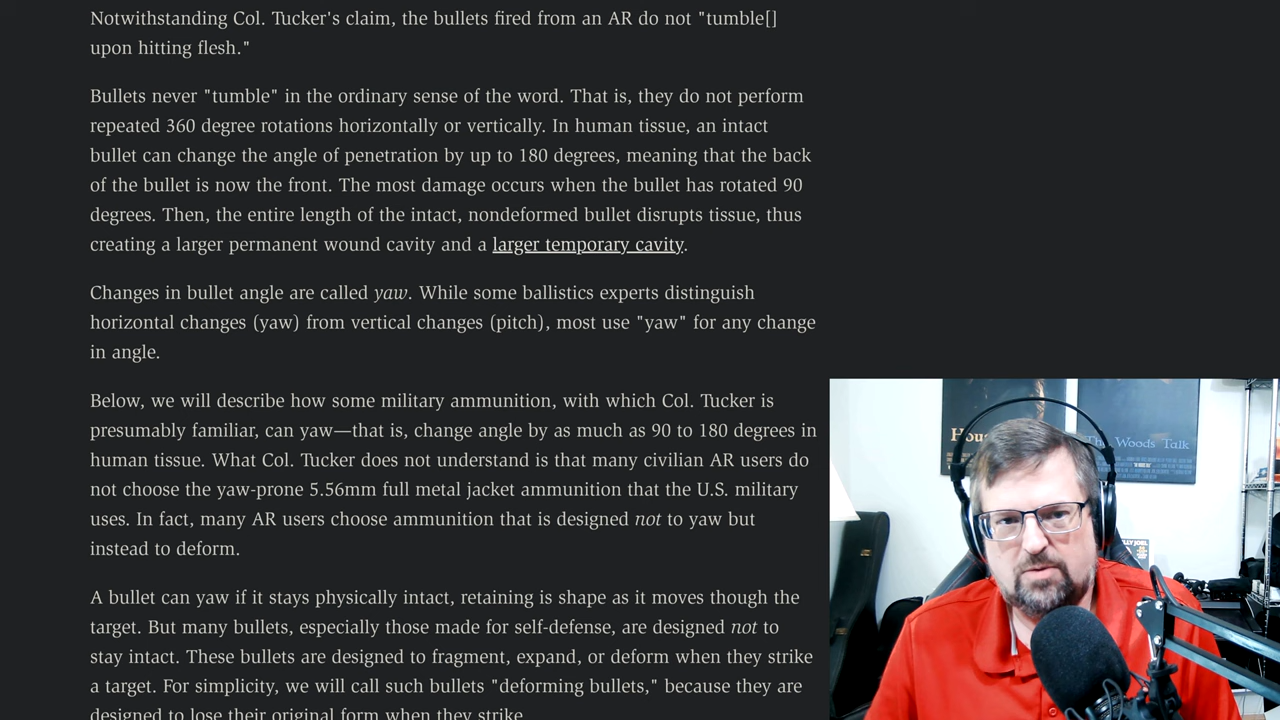 Notwithstanding Col. Tucker's claim, the bullets fired from an AR do not "tumble[]
upon hitting flesh."
Bullets never "tumble" in the ordinary sense of the word. That is, they do not perform
repeated 360 degree rotations horizontally or vertically. In human tissue, an intact
bullet can change the angle of penetration by up to 180 degrees, meaning that the back
of the bullet is now the front. The most damage occurs when the bullet has rotated 90
degrees. Then, the entire length of the intact, nondeformed bullet disrupts tissue, thus
creating a larger permanent wound cavity and a larger temporary cavity.
Changes in bullet angle are called yaw. While some ballistics experts distinguish
horizontal changes (yaw) from vertical changes (pitch), most use "yaw" for any change
in angle.
Below, we will describe how some military ammunition, with which Col. Tucker is
presumably familiar, can yaw—that is, change angle by as much as 90 to 180 degrees in
human tissue. What Col. Tucker does not understand is that many civilian AR users do
not choose the yaw-prone 5.56mm full metal jacket ammunition that the U.S. military
uses. In fact, many AR users choose ammunition that is designed not to yaw but
instead to deform.
A bullet can yaw if it stays physically intact, retaining is shape as it moves though the
target. But many bullets, especially those made for self-defense, are designed not to
stay intact. These bullets are designed to fragment, expand, or deform when they strike
a target. For simplicity, we will call such bullets "deforming bullets," because they are
designed to lose their original form when they strike
Woods Talk